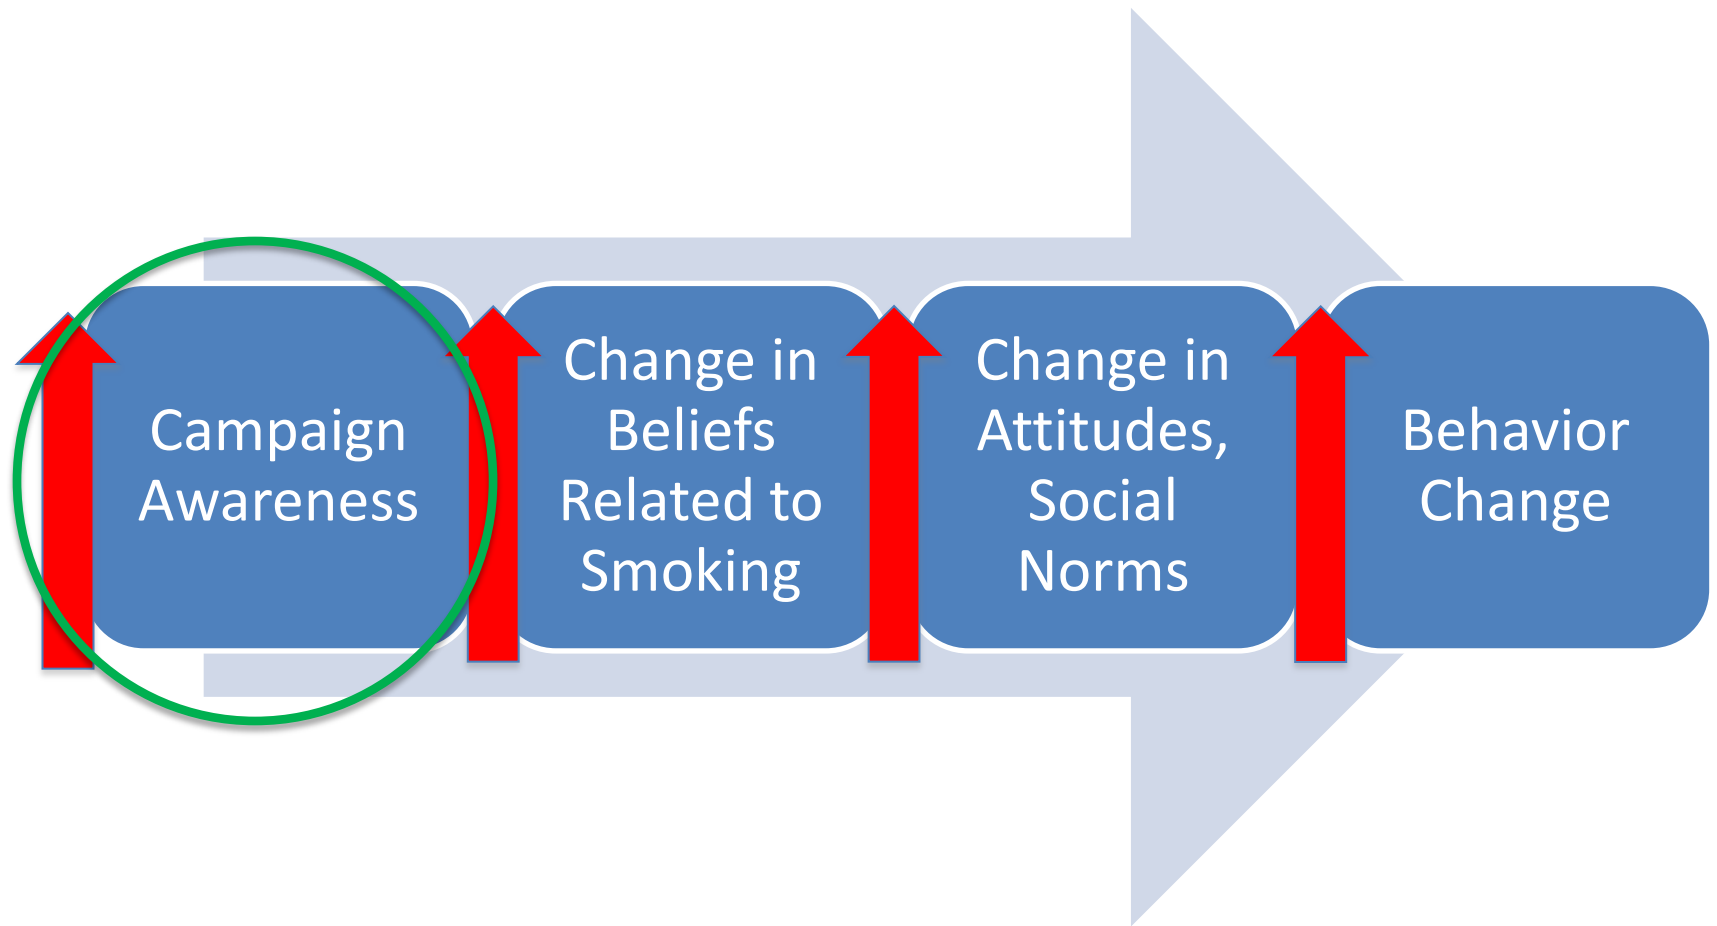 Campaign
Awareness
Change in
Beliefs
Related to
Smoking
Change in
Attitudes,
Social
Norms
Behavior
Change